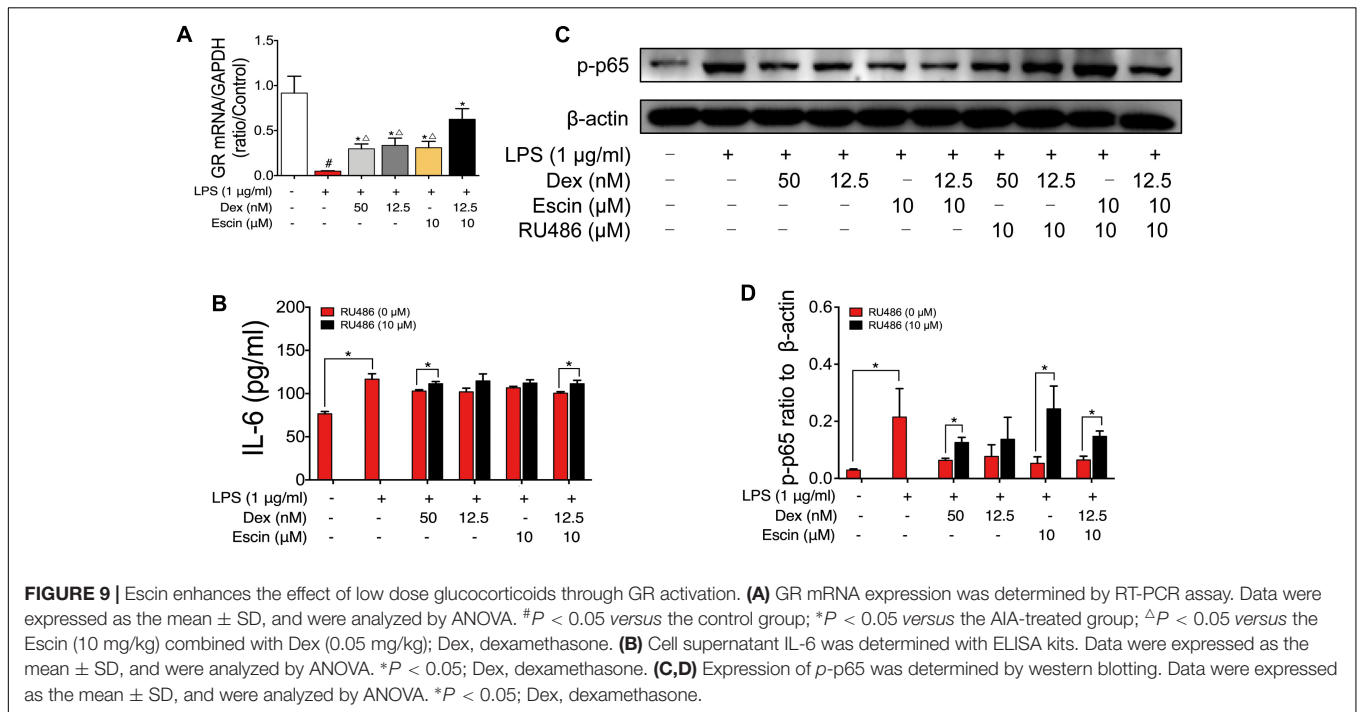 A
GR mRNA/GAPDH
(ratio/Control)
1.5
1.0
0.5
0.0
#
*△
*△
*△
*
LPS (1 µg/ml) - + + + + +
Dex (nM) - - 50 12.5 - 12.5
Escin (µM) - - - - 10 10
C
p-p65
β-actin
LPS (1 µg/ml) – + + + + + + + + +
Dex (nM) – – 50 12.5 – 12.5 50 12.5 – 12.5
Escin (µM) – – – – 10 10 – – 10 10
RU486 (µM) – – – – – – 10 10 10 10
B
IL-6 (pg/ml)
200
150
100
50
0
RU486 (0 µM)
RU486 (10 µM)
*
*
*
LPS (1 µg/ml) - + + + + +
Dex (nM) - - 50 12.5 - 12.5
Escin (µM) - - - - 10 10
D
p-p65 ratio to β-actin
0.6
0.4
0.2
0.0
RU486 (0 µM)
RU486 (10 µM)
*
*
*
*
LPS (1 µg/ml) - + + + + +
Dex (nM) - - 50 12.5 - 12.5
Escin (µM) - - - - 10 10
FIGURE 9 | Escin enhances the effect of low dose glucocorticoids through GR activation. (A) GR mRNA expression was determined by RT-PCR assay. Data were
expressed as the mean ± SD, and were analyzed by ANOVA. #P < 0.05 versus the control group; *P < 0.05 versus the AIA-treated group; △P < 0.05 versus the
Escin (10 mg/kg) combined with Dex (0.05 mg/kg); Dex, dexamethasone. (B) Cell supernatant IL-6 was determined with ELISA kits. Data were expressed as the
mean ± SD, and were analyzed by ANOVA. *P < 0.05; Dex, dexamethasone. (C,D) Expression of p-p65 was determined by western blotting. Data were expressed
as the mean ± SD, and were analyzed by ANOVA. *P < 0.05; Dex, dexamethasone.